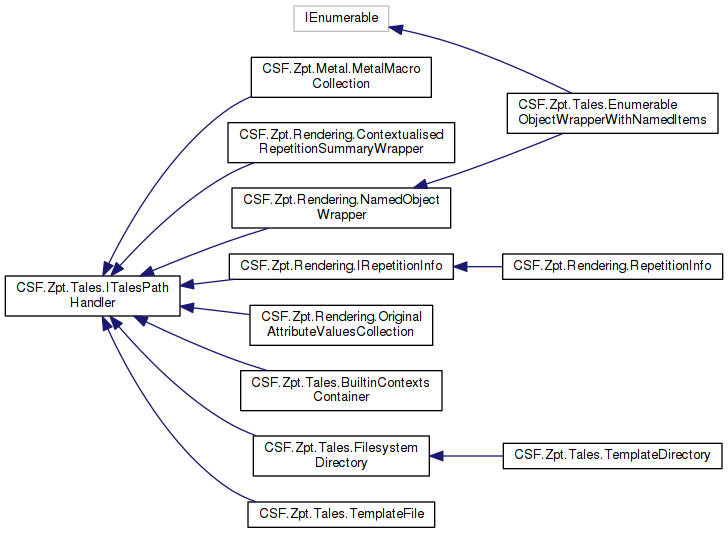 IEnumerable
CSF.Zpt.Metal.MetalMacro
Collection
CSF.Zpt.Tales.Enumerable
ObjectWrapperWithNamedItems
CSF.Zpt.Rendering.Contextualised
RepetitionSummaryWrapper
CSF.Zpt.Rendering.NamedObject
Wrapper
CSF.Zpt.Rendering.IRepetitionInfo
CSF.Zpt.Rendering.RepetitionInfo
CSF.Zpt.Tales.ITalesPath
Handler
CSF.Zpt.Rendering.Original
AttributeValuesCollection
CSF.Zpt.Tales.BuiltinContexts
Container
CSF.Zpt.Tales.Filesystem
Directory
CSF.Zpt.Tales.TemplateDirectory
CSF.Zpt.Tales.TemplateFile